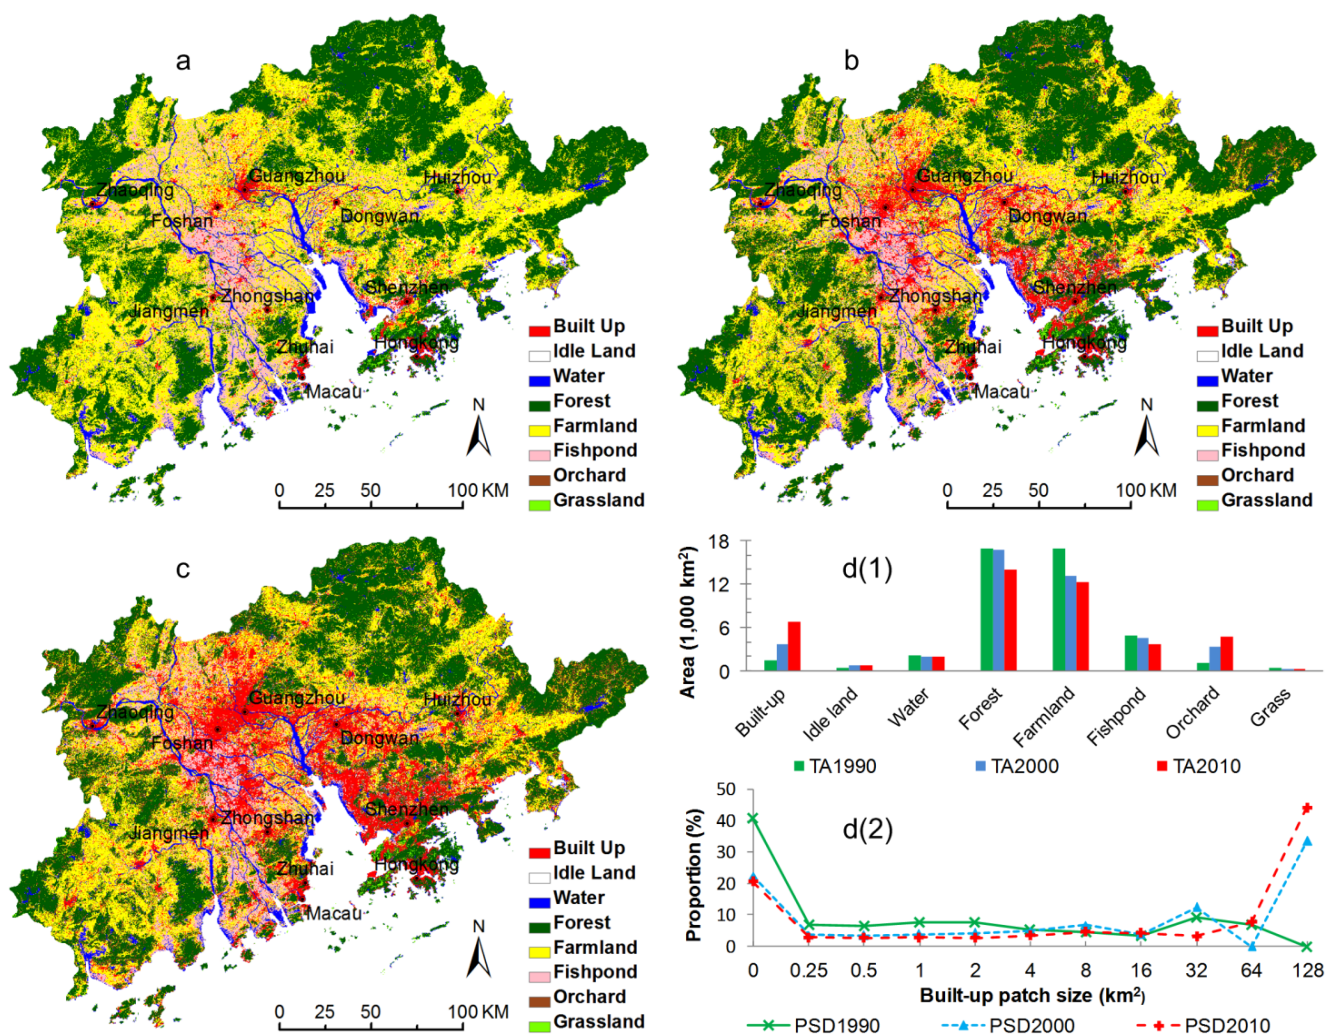 a
Guangzhou
Zhaoqing
Huizhou
Foshan
Dongwan
Shenzhen
Zhongshan
Jiangmen
Zhuhai
Hongkong
Macau
Built Up
Idle Land
Water
Forest
Farmland
Fishpond
Orchard
Grassland
N
0 25 50 100 KM
b
Guangzhou
Zhaoqing
Huizhou
Foshan
Dongwan
Shenzhen
Zhongshan
Jiangmen
Zhuhai
Hongkong
Macau
Built Up
Idle Land
Water
Forest
Farmland
Fishpond
Orchard
Grassland
N
0 25 50 100 KM
c
Guangzhou
Zhaoqing
Huizhou
Foshan
Dongwan
Shenzhen
Zhongshan
Jiangmen
Zhuhai
Hongkong
Macau
Built Up
Idle Land
Water
Forest
Farmland
Fishpond
Orchard
Grassland
N
0 25 50 100 KM
d(1)
Area (1,000 km²)
18
12
6
0
Built-up Idle land Water Forest Farmland Fishpond Orchard Grass
TA1990 TA2000 TA2010
d(2)
Proportion (%)
50
40
30
20
10
0
0 0.25 0.5 1 2 4 8 16 32 64 128
Built-up patch size (km²)
PSD1990 PSD2000 PSD2010